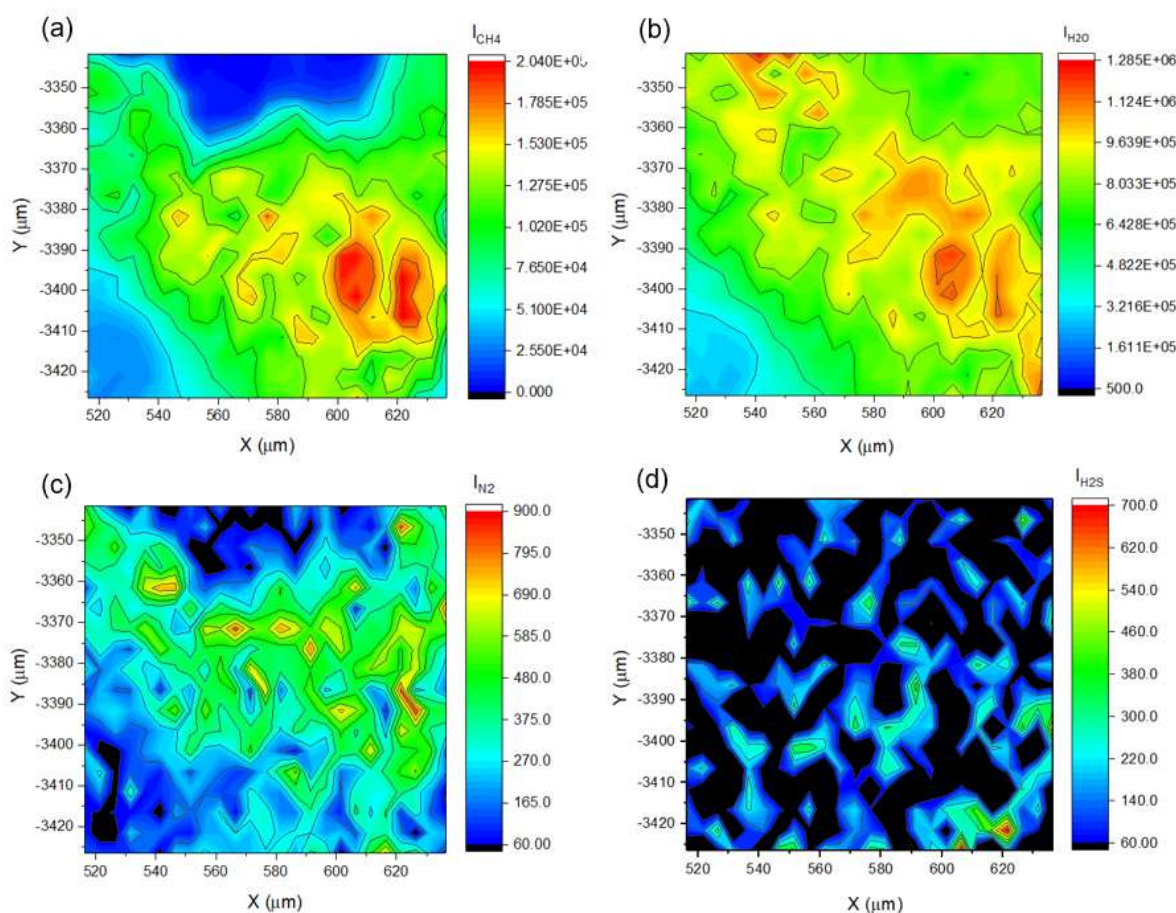 (a)
I_CH4
2.040E+05
1.785E+05
1.530E+05
1.275E+05
1.020E+05
7.650E+04
5.100E+04
2.550E+04
0.000
-3350
-3360
-3370
-3380
-3390
-3400
-3410
-3420
Y (μm)
520 540 560 580 600 620
X (μm)
(b)
I_H2O
1.285E+06
1.124E+06
9.639E+05
8.033E+05
6.428E+05
4.822E+05
3.216E+05
1.611E+05
500.0
-3350
-3360
-3370
-3380
-3390
-3400
-3410
-3420
Y (μm)
520 540 560 580 600 620
X (μm)
(c)
I_N2
900.0
795.0
690.0
585.0
480.0
375.0
270.0
165.0
60.00
-3350
-3360
-3370
-3380
-3390
-3400
-3410
-3420
Y (μm)
520 540 560 580 600 620
X (μm)
(d)
I_H2S
700.0
620.0
540.0
460.0
380.0
300.0
220.0
140.0
60.00
-3350
-3360
-3370
-3380
-3390
-3400
-3410
-3420
Y (μm)
520 540 560 580 600 620
X (μm)